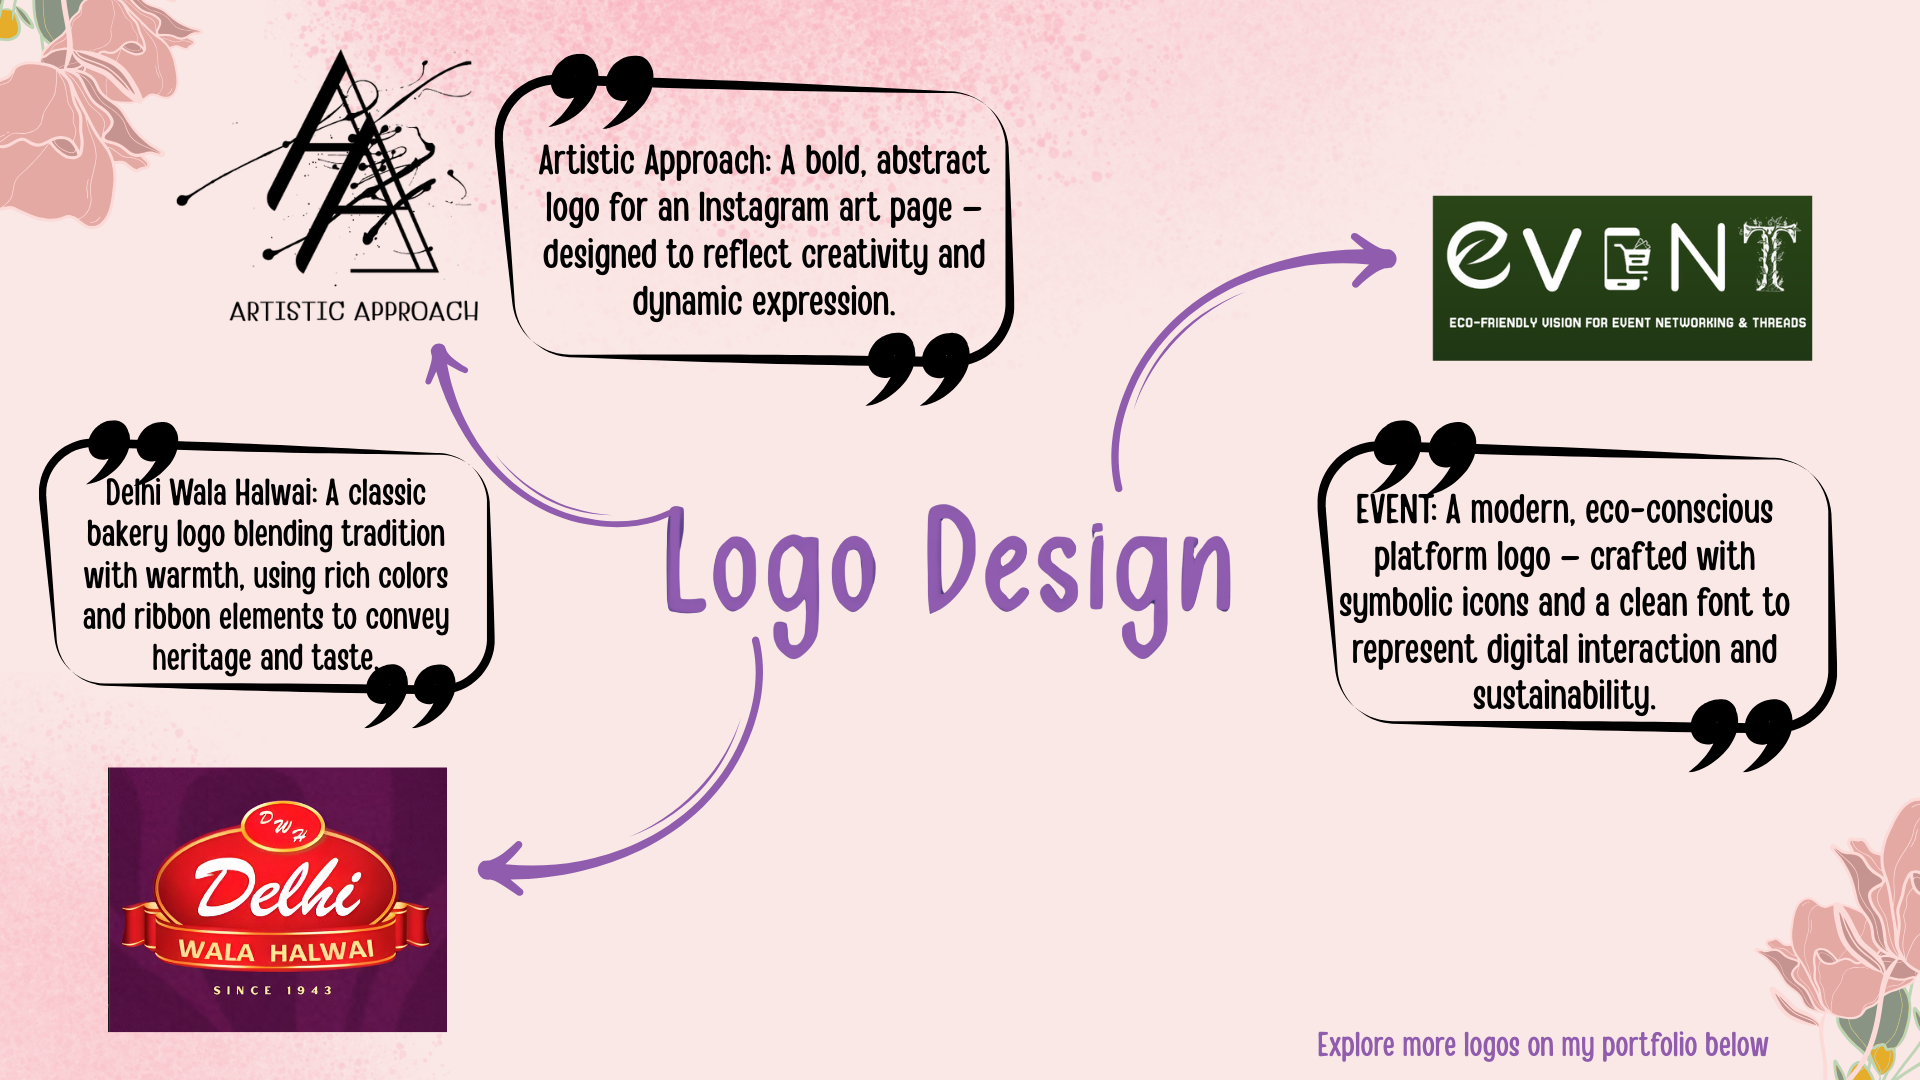 ARTISTIC APPROACH
Artistic Approach: A bold, abstract
logo for an Instagram art page –
designed to reflect creativity and
dynamic expression.
EVENT
ECO-FRIENDLY VISION FOR EVENT NETWORKING & THREADS
Delhi Wala Halwai: A classic
bakery logo blending tradition
with warmth, using rich colors
and ribbon elements to convey
heritage and taste.
Logo Design
EVENT: A modern, eco-conscious
platform logo – crafted with
symbolic icons and a clean font to
represent digital interaction and
sustainability.
DWH
Delhi
WALA HALWAI
SINCE 1943
Explore more logos on my portfolio below